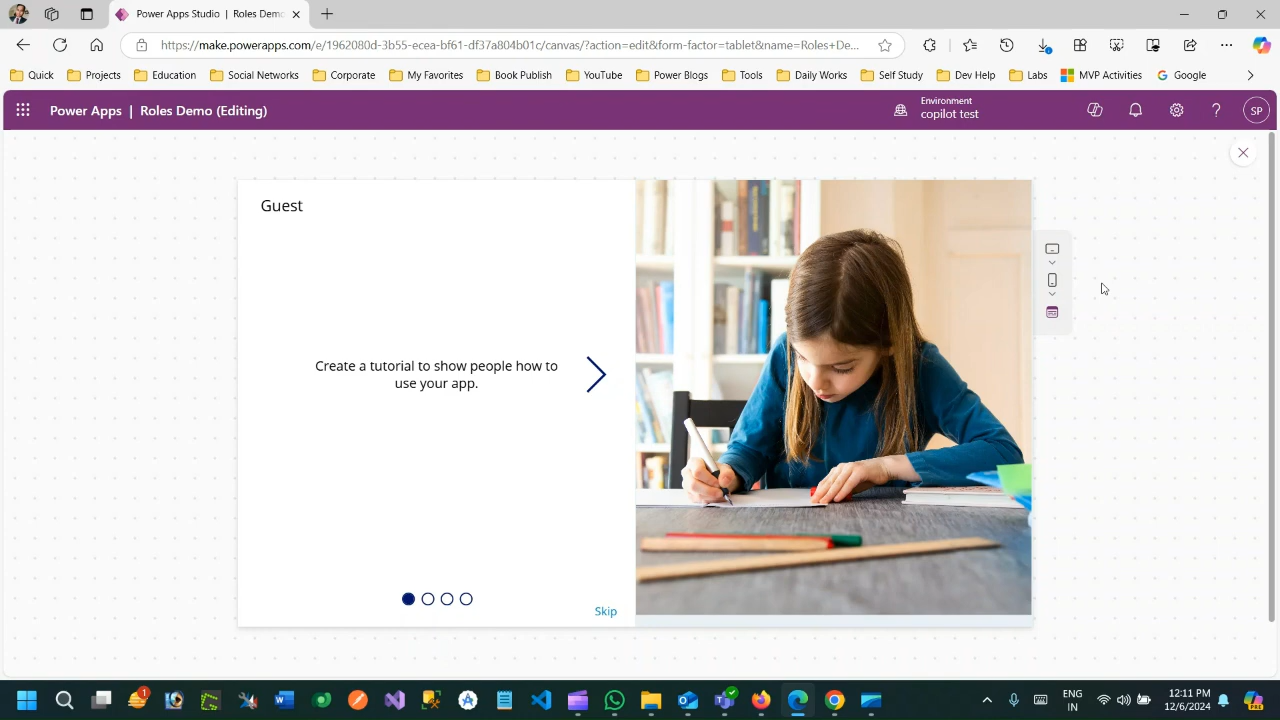 Power Apps Studio | Roles Demo
https://make.powerapps.com/e/1962080d-3b55-ecea-bf61-df37a804b01c/canvas/?action=edit&form-factor=tablet&name=Roles+De...
Quick
Projects
Education
Social Networks
Corporate
My Favorites
Book Publish
YouTube
Power Blogs
Tools
Daily Works
Self Study
Dev Help
Labs
MVP Activities
Google
Power Apps | Roles Demo (Editing)
Environment
copilot test
SP
Guest
Create a tutorial to show people how to
use your app.
Skip
1
ENG
IN
12:11 PM
12/6/2024